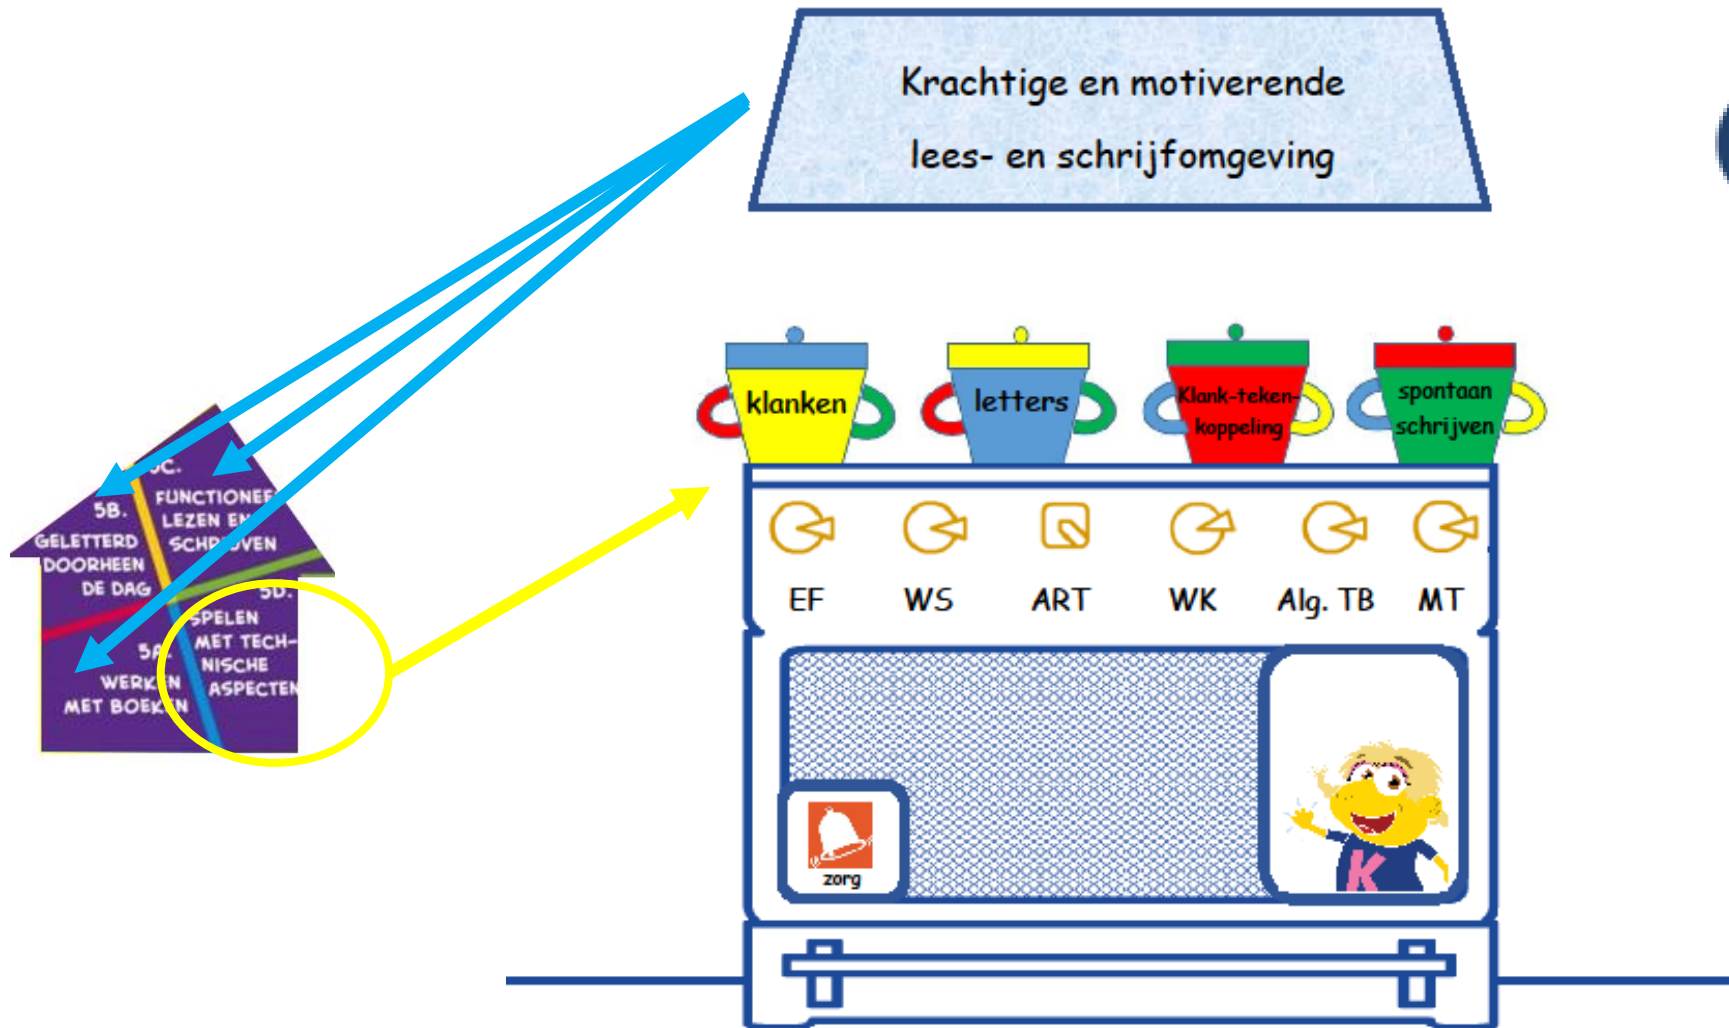 Krachtige en motiverende
lees- en schrijfomgeving
klanken
letters
Klank-teken-
koppeling
spontaan
schrijven
EF
WS
ART
WK
Alg. TB
MT
zorg
K
5B.
GELETTERD
DOORHEEN
DE DAG
FUNCTIONEE
LEZEN EN
SCHRIJVEN
5A.
WERKEN
MET BOEKEN
5D.
SPELEN
MET TECH-
NISCHE
ASPECTEN